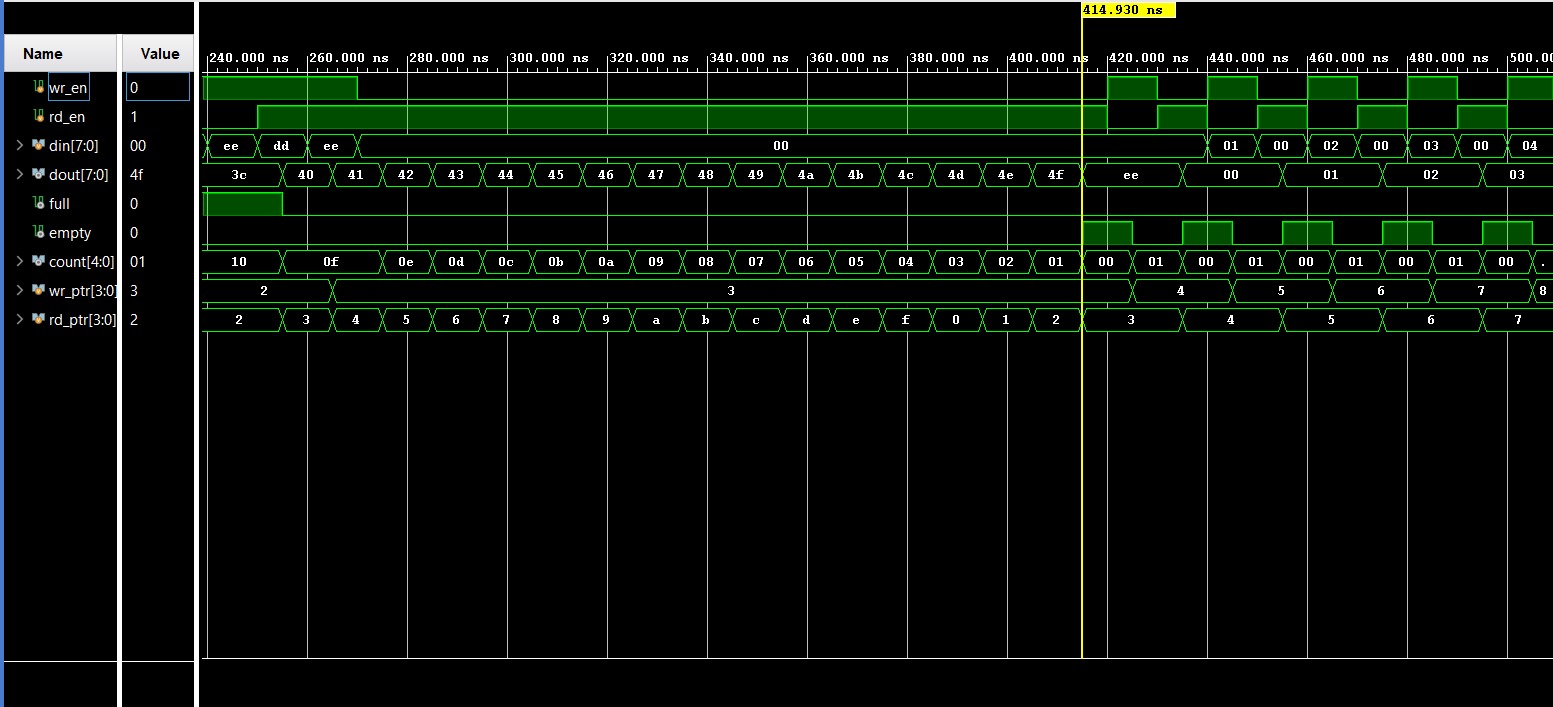 414.930 ns
Name Value 240.000 ns 260.000 ns 280.000 ns 300.000 ns 320.000 ns 340.000 ns 360.000 ns 380.000 ns 400.000 ns 420.000 ns 440.000 ns 460.000 ns 480.000 ns 500.0
wr_en 0
rd_en 1
din[7:0] 00 ee dd ee 00 01 00 02 00 03 00 04
dout[7:0] 4f 3c 40 41 42 43 44 45 46 47 48 49 4a 4b 4c 4d 4e 4f ee 00 01 02 03
full 0
empty 0
count[4:0] 01 10 0f 0e 0d 0c 0b 0a 09 08 07 06 05 04 03 02 01 00 01 00 01 00 01 00 01 00 .
wr_ptr[3:0] 3 2 3 4 5 6 7 8
rd_ptr[3:0] 2 2 3 4 5 6 7 8 9 a b c d e f 0 1 2 3 4 5 6 7